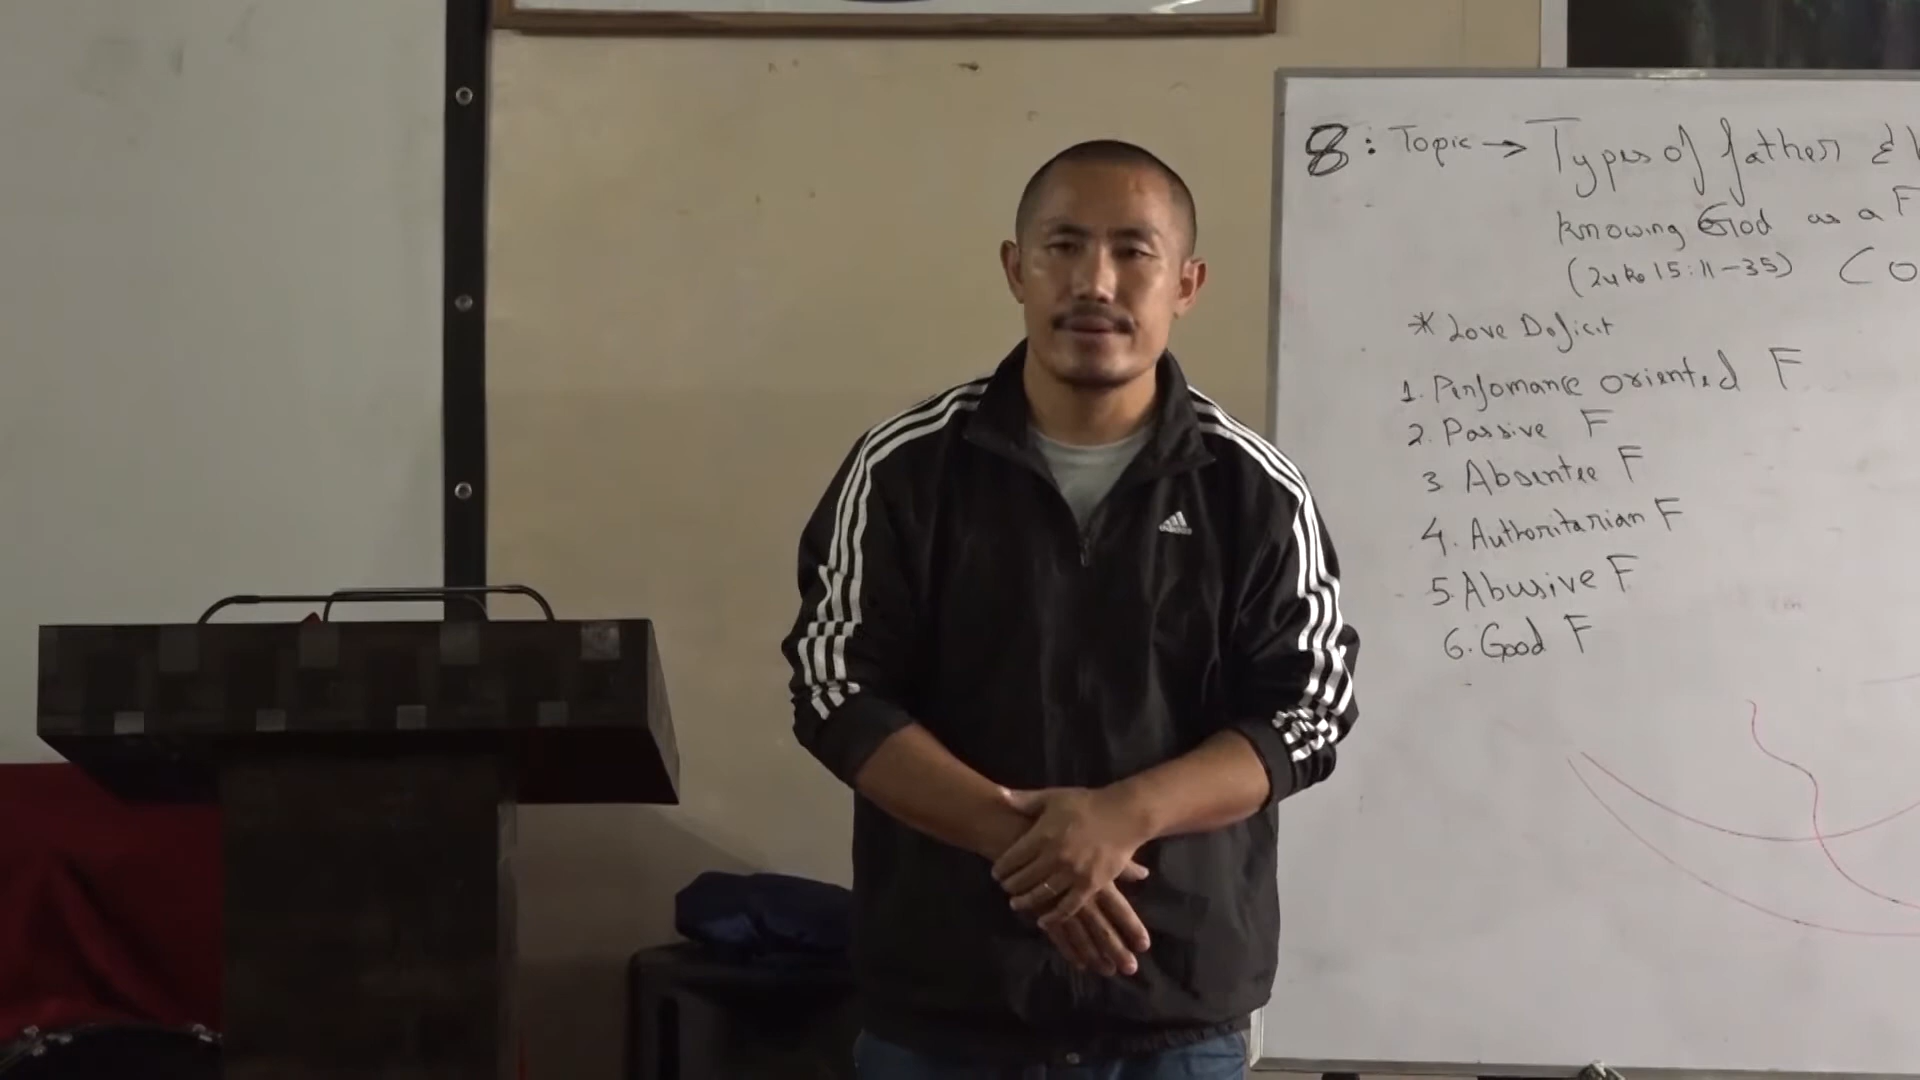 8: Topic → Types of father &
knowing God as a F
(Luke 15:11-35) (O
* Love Deficit
1. Perfomance oriented F
2. Passive F
3 Absentee F
4. Authoritarian F
5. Abusive F
6. Good F
adidas